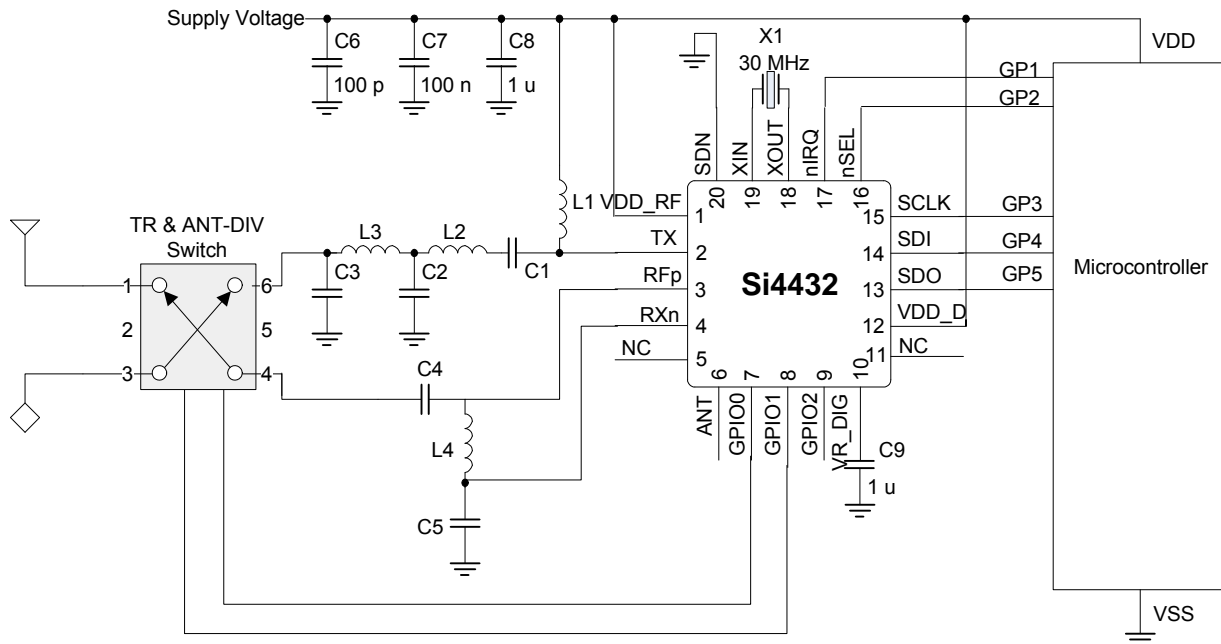 Supply Voltage
C6
100 p
C7
100 n
C8
1 u
X1
30 MHz
VDD
GP1
GP2
SDN
XIN
XOUT
nIRQ
nSEL
20
19
18
17
16
L1
VDD_RF
1
15
SCLK
GP3
TR & ANT-DIV
Switch
L3
L2
C1
TX
2
14
SDI
GP4
C3
C2
RFp
3
Si4432
13
SDO
GP5
Microcontroller
1
6
2
5
3
4
RXn
4
12
VDD_D
NC
5
11
NC
6
7
8
9
10
ANT
GPIO0
GPIO1
GPIO2
VR_DIG
C4
L4
C5
C9
1 u
VSS